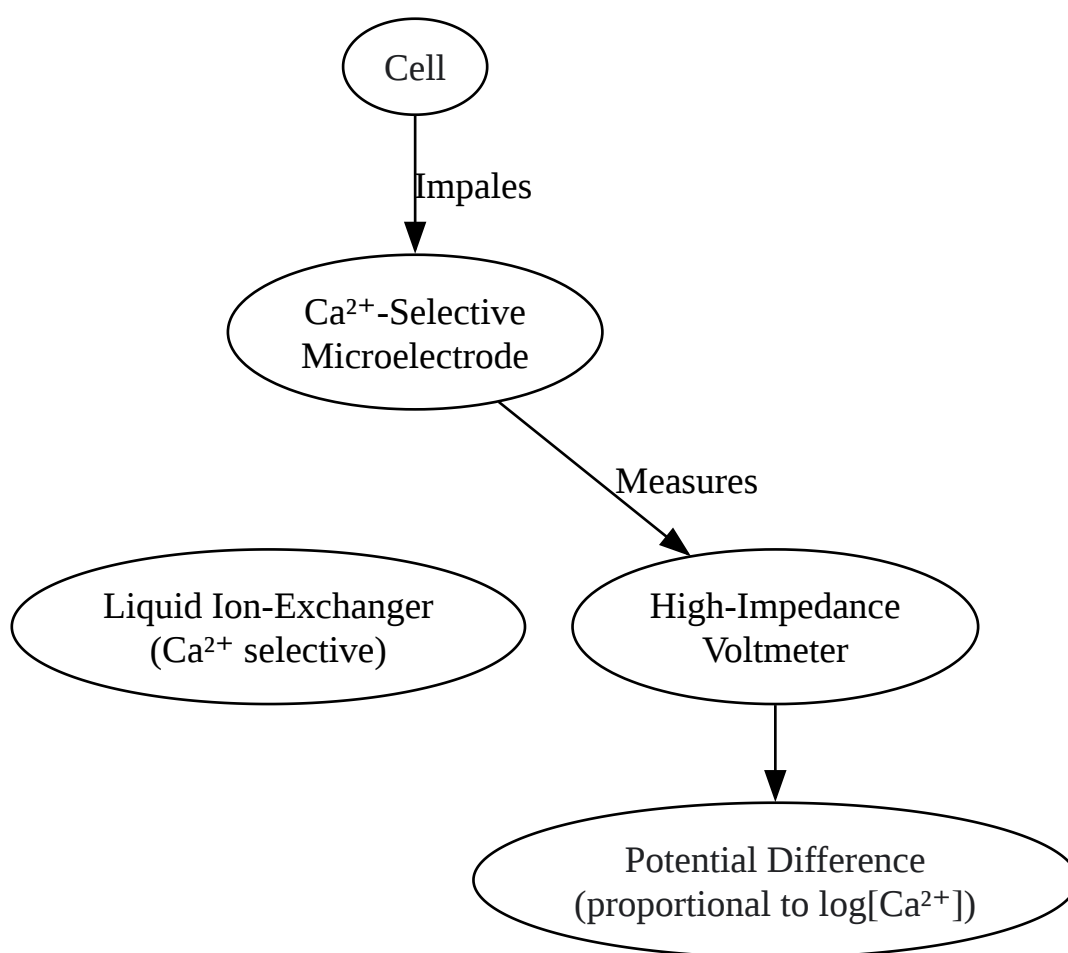 Cell
Impales
Ca²⁺-Selective
Microelectrode
Measures
Liquid Ion-Exchanger
(Ca²⁺ selective)
High-Impedance
Voltmeter
Potential Difference
(proportional to log[Ca²⁺])